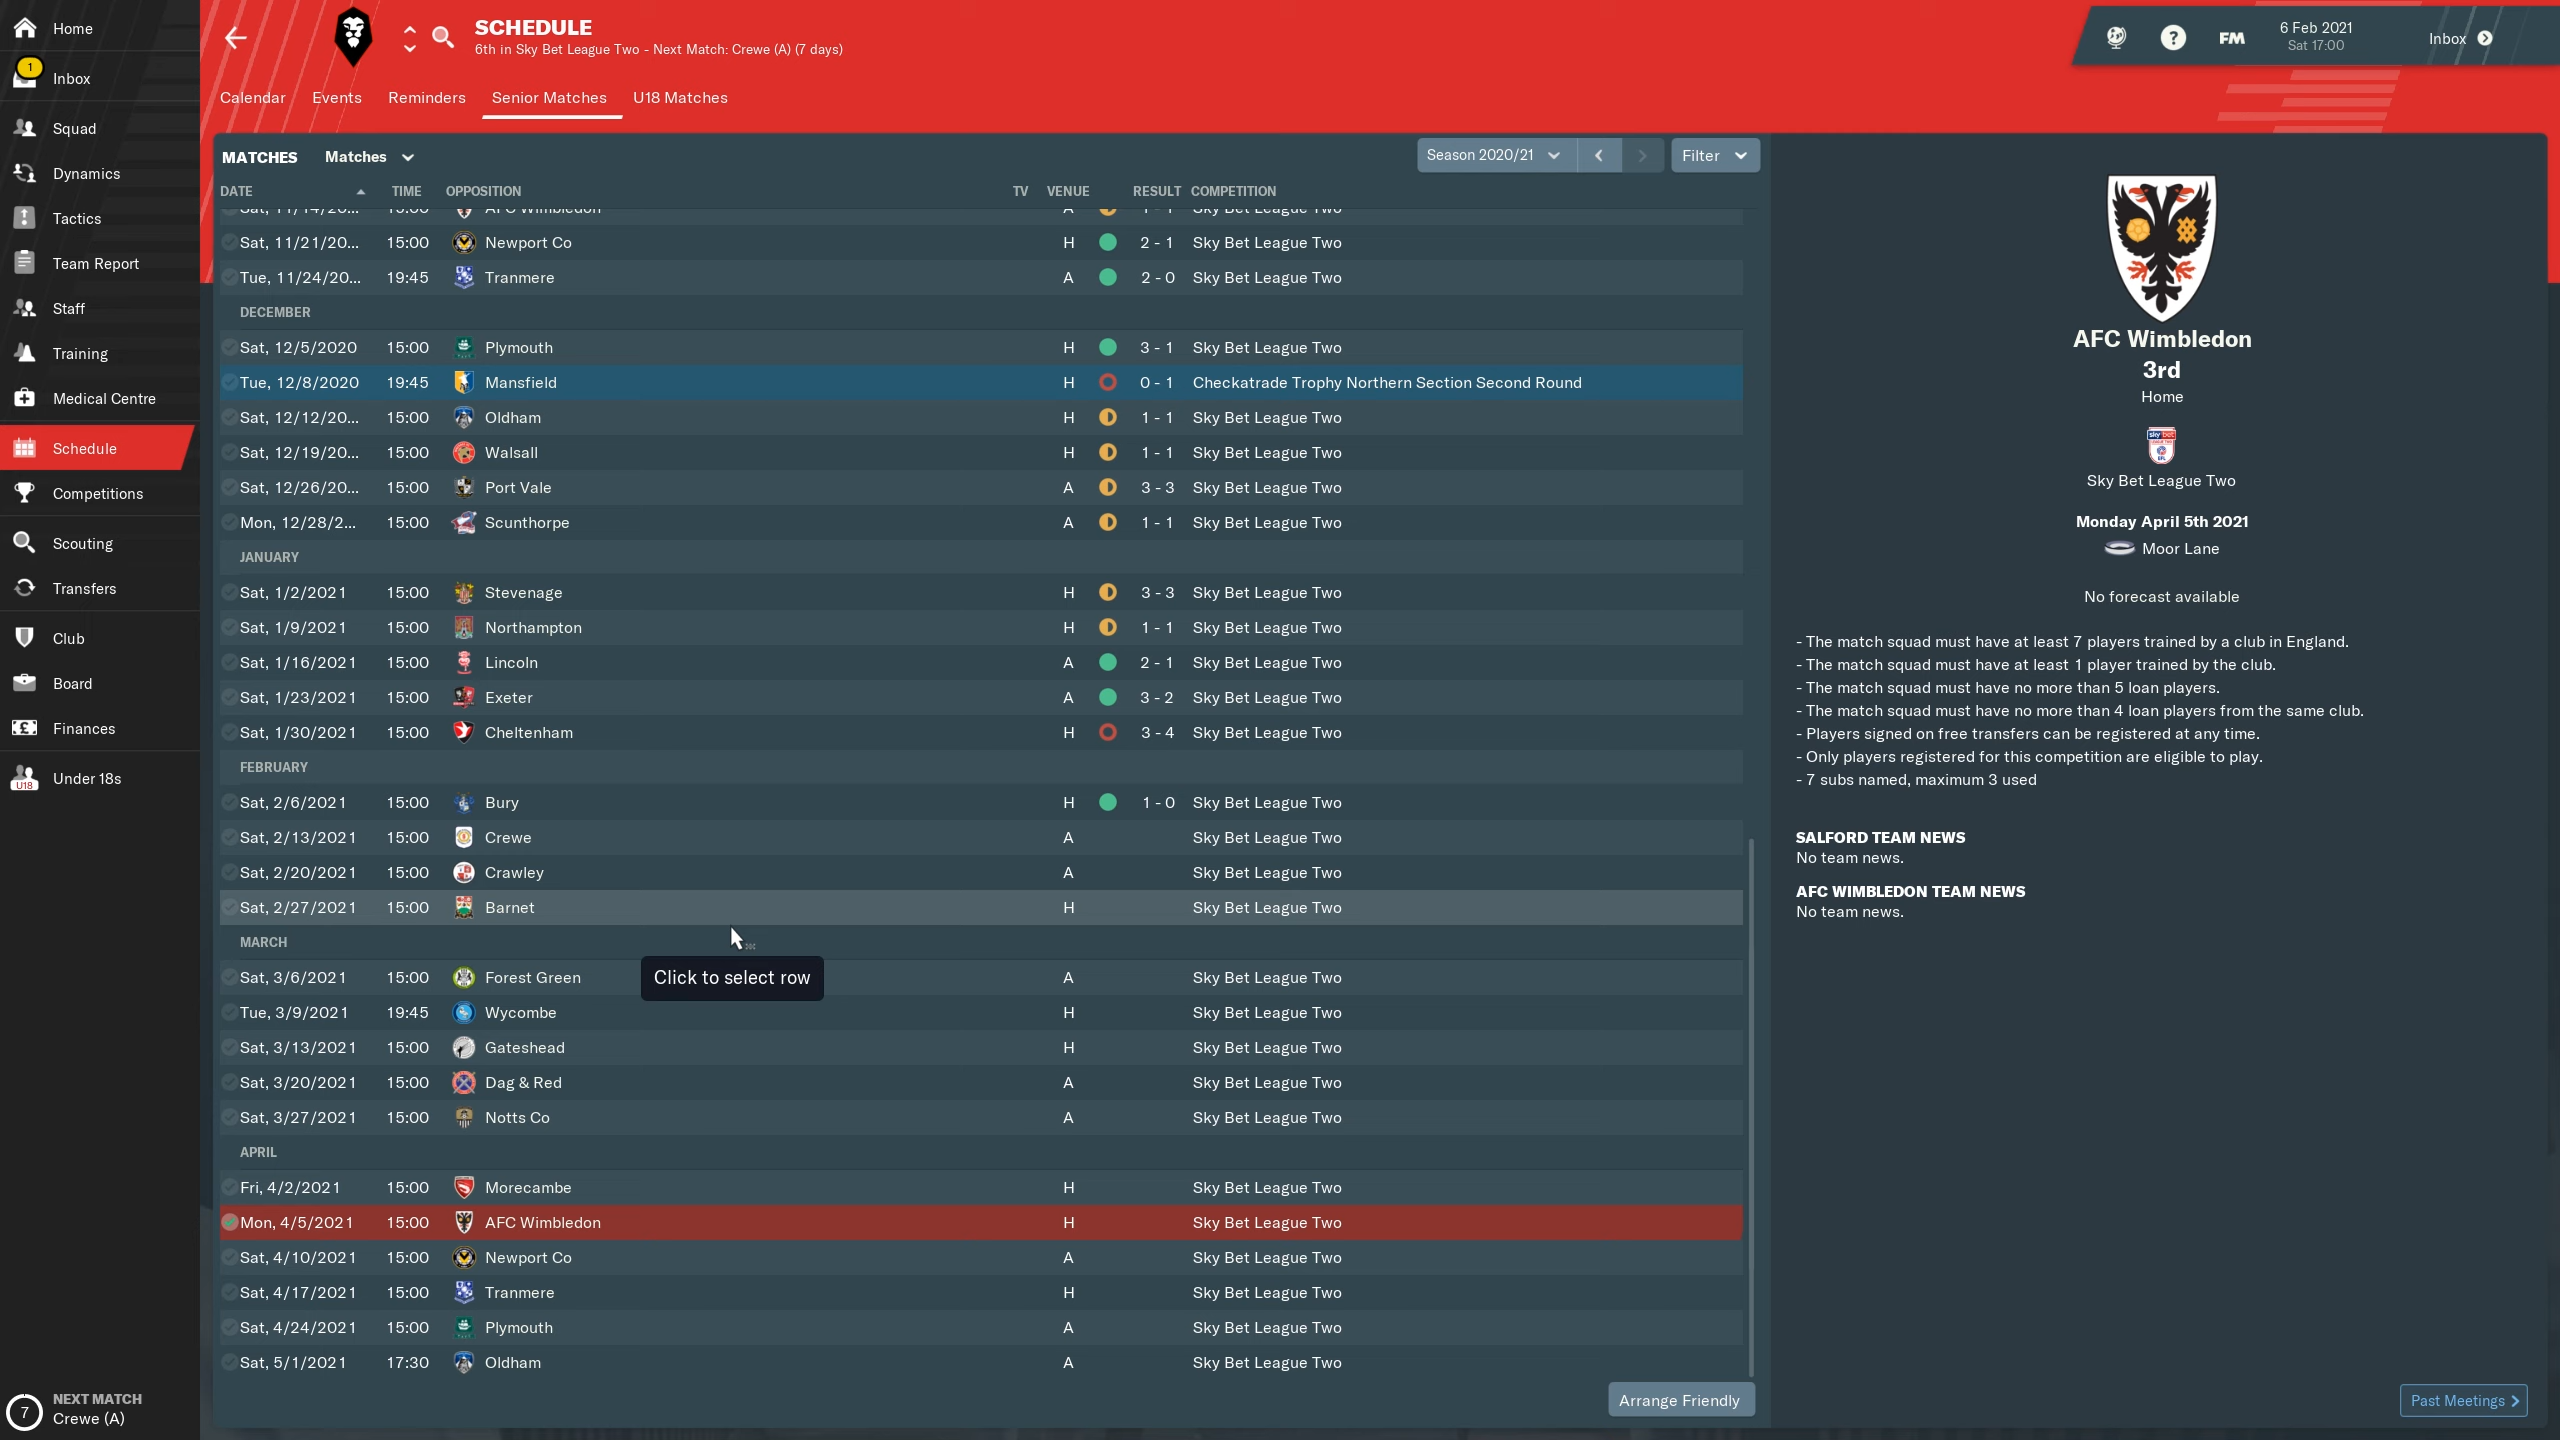 Home
1
Inbox
Squad
Dynamics
Tactics
Team Report
Staff
Training
Medical Centre
Schedule
Competitions
Scouting
Transfers
Club
Board
Finances
U18 Under 18s
7 NEXT MATCH
Crewe (A)
SCHEDULE
6th in Sky Bet League Two - Next Match: Crewe (A) (7 days)
? FM 6 Feb 2021
Sat 17:00
Inbox
Calendar Events Reminders Senior Matches U18 Matches
MATCHES Matches Season 2020/21 Filter
DATE TIME OPPOSITION TV VENUE RESULT COMPETITION
Sat, 11/14/20... 15:00 AFC Wimbledon A 1 - 1 Sky Bet League Two
Sat, 11/21/20... 15:00 Newport Co H 2 - 1 Sky Bet League Two
Tue, 11/24/20... 19:45 Tranmere A 2 - 0 Sky Bet League Two
DECEMBER
Sat, 12/5/2020 15:00 Plymouth H 3 - 1 Sky Bet League Two
Tue, 12/8/2020 19:45 Mansfield H 0 - 1 Checkatrade Trophy Northern Section Second Round
Sat, 12/12/20... 15:00 Oldham H 1 - 1 Sky Bet League Two
Sat, 12/19/20... 15:00 Walsall H 1 - 1 Sky Bet League Two
Sat, 12/26/20... 15:00 Port Vale A 3 - 3 Sky Bet League Two
Mon, 12/28/2... 15:00 Scunthorpe A 1 - 1 Sky Bet League Two
JANUARY
Sat, 1/2/2021 15:00 Stevenage H 3 - 3 Sky Bet League Two
Sat, 1/9/2021 15:00 Northampton H 1 - 1 Sky Bet League Two
Sat, 1/16/2021 15:00 Lincoln A 2 - 1 Sky Bet League Two
Sat, 1/23/2021 15:00 Exeter A 3 - 2 Sky Bet League Two
Sat, 1/30/2021 15:00 Cheltenham H 3 - 4 Sky Bet League Two
FEBRUARY
Sat, 2/6/2021 15:00 Bury H 1 - 0 Sky Bet League Two
Sat, 2/13/2021 15:00 Crewe A Sky Bet League Two
Sat, 2/20/2021 15:00 Crawley A Sky Bet League Two
Sat, 2/27/2021 15:00 Barnet H Sky Bet League Two
MARCH
Click to select row
Sat, 3/6/2021 15:00 Forest Green A Sky Bet League Two
Tue, 3/9/2021 19:45 Wycombe H Sky Bet League Two
Sat, 3/13/2021 15:00 Gateshead H Sky Bet League Two
Sat, 3/20/2021 15:00 Dag & Red A Sky Bet League Two
Sat, 3/27/2021 15:00 Notts Co A Sky Bet League Two
APRIL
Fri, 4/2/2021 15:00 Morecambe H Sky Bet League Two
Mon, 4/5/2021 15:00 AFC Wimbledon H Sky Bet League Two
Sat, 4/10/2021 15:00 Newport Co A Sky Bet League Two
Sat, 4/17/2021 15:00 Tranmere H Sky Bet League Two
Sat, 4/24/2021 15:00 Plymouth A Sky Bet League Two
Sat, 5/1/2021 17:30 Oldham A Sky Bet League Two
Arrange Friendly
AFC Wimbledon
3rd
Home
sky bet
EFL
Sky Bet League Two
Monday April 5th 2021
Moor Lane
No forecast available
- The match squad must have at least 7 players trained by a club in England.
- The match squad must have at least 1 player trained by the club.
- The match squad must have no more than 5 loan players.
- The match squad must have no more than 4 loan players from the same club.
- Players signed on free transfers can be registered at any time.
- Only players registered for this competition are eligible to play.
- 7 subs named, maximum 3 used
SALFORD TEAM NEWS
No team news.
AFC WIMBLEDON TEAM NEWS
No team news.
Past Meetings